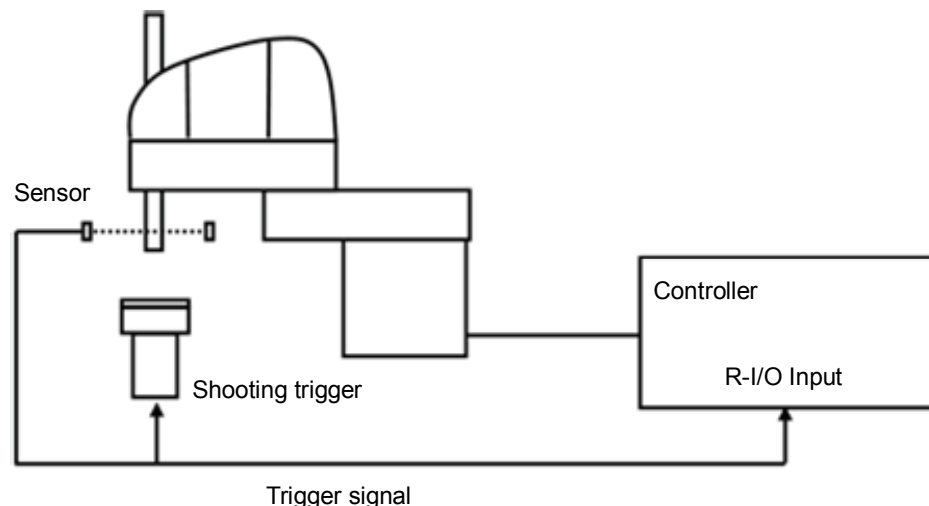 Sensor
Controller
R-I/O Input
Shooting trigger
Trigger signal